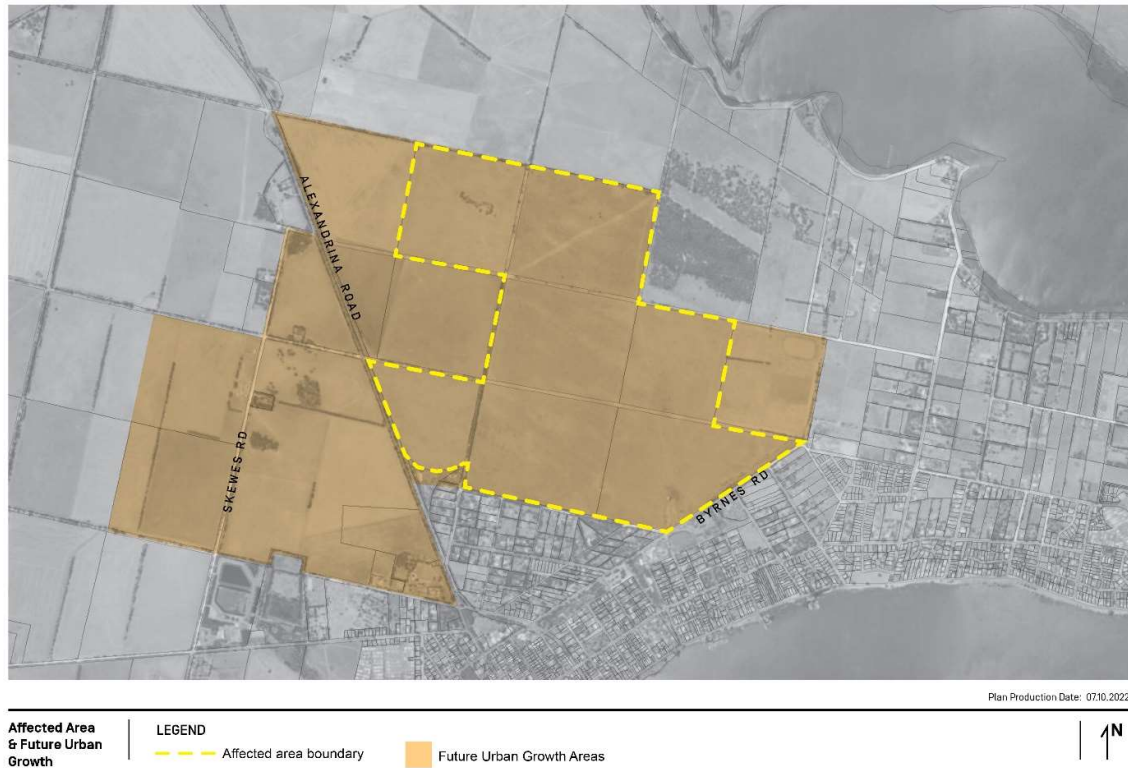 ALEXANDRINA ROAD
SKEWES RD
BYRNES RD
Plan Production Date: 07.10.2022
Affected Area
& Future Urban
Growth
LEGEND
Affected area boundary
Future Urban Growth Areas
N